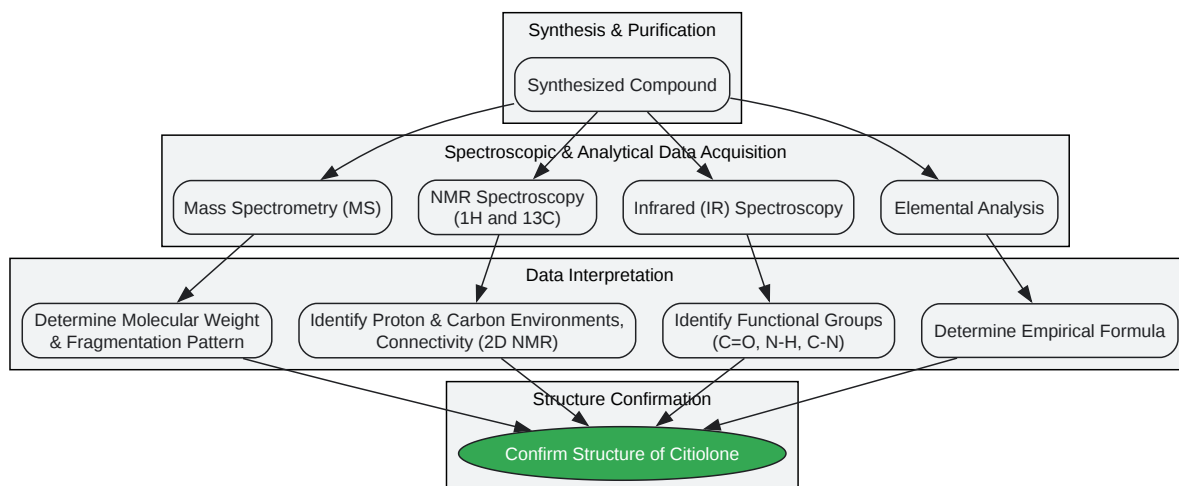 Synthesis & Purification
Synthesized Compound
Spectroscopic & Analytical Data Acquisition
Mass Spectrometry (MS)
NMR Spectroscopy
(1H and 13C)
Infrared (IR) Spectroscopy
Elemental Analysis
Data Interpretation
Determine Molecular Weight
& Fragmentation Pattern
Identify Proton & Carbon Environments,
Connectivity (2D NMR)
Identify Functional Groups
(C=O, N-H, C-N)
Determine Empirical Formula
Structure Confirmation
Confirm Structure of Citiolone